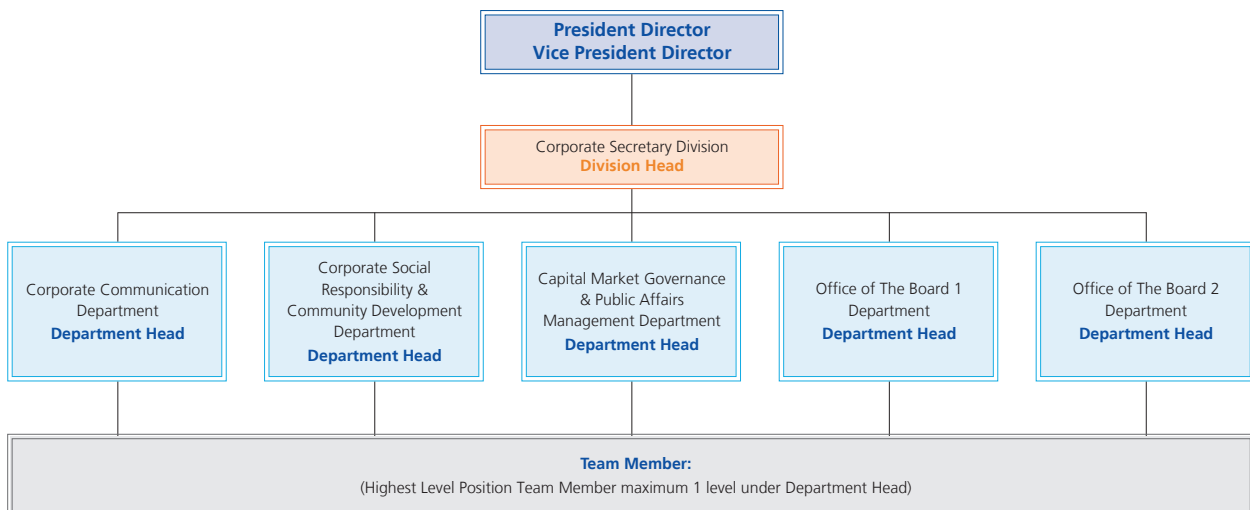 President Director
Vice President Director
Corporate Secretary Division
Division Head
Corporate Communication
Department
Department Head
Corporate Social
Responsibility &
Community Development
Department
Department Head
Capital Market Governance
& Public Affairs
Management Department
Department Head
Office of The Board 1
Department
Department Head
Office of The Board 2
Department
Department Head
Team Member:
(Highest Level Position Team Member maximum 1 level under Department Head)